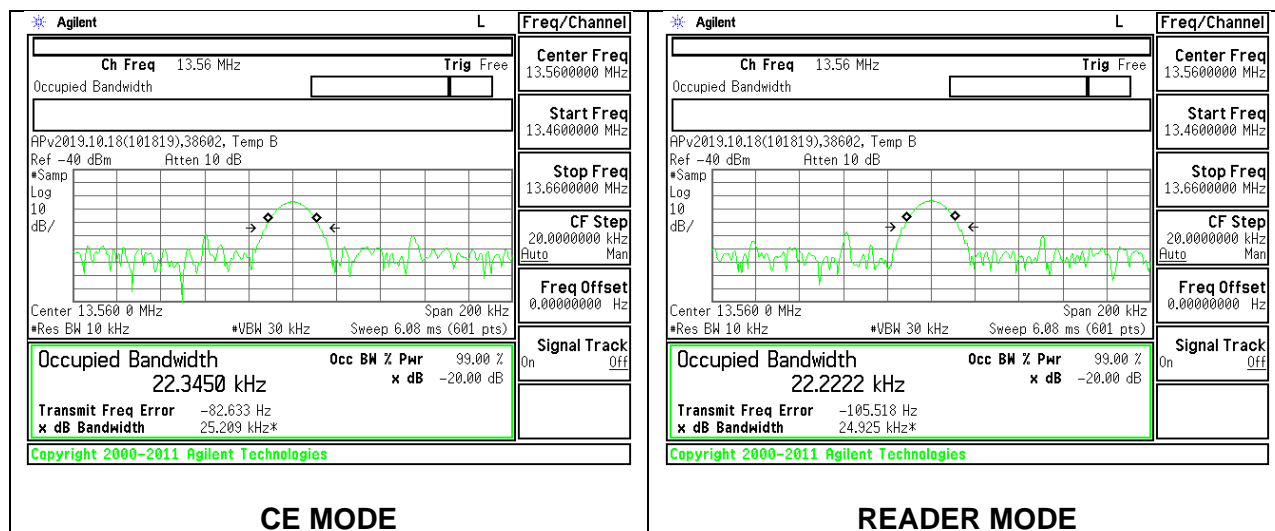 Agilent L Freq/Channel
Ch Freq 13.56 MHz Trig Free
Occupied Bandwidth
Center Freq
13.5600000 MHz
Start Freq
13.4600000 MHz
APv2019.10.18(101819),38602, Temp B
Ref -40 dBm Atten 10 dB
#Samp
Log
10
dB/
Stop Freq
13.6600000 MHz
CF Step
20.0000000 kHz
Auto Man
Freq Offset
0.00000000 Hz
Center 13.560 0 MHz Span 200 kHz
#Res BW 10 kHz #VBW 30 kHz Sweep 6.08 ms (601 pts)
Signal Track
On Off
Occupied Bandwidth Occ BW % Pwr 99.00 %
22.3450 kHz x dB -20.00 dB
Transmit Freq Error -82.633 Hz
x dB Bandwidth 25.209 kHz*
Copyright 2000-2011 Agilent Technologies
CE MODE
Agilent L Freq/Channel
Ch Freq 13.56 MHz Trig Free
Occupied Bandwidth
Center Freq
13.5600000 MHz
Start Freq
13.4600000 MHz
APv2019.10.18(101819),38602, Temp B
Ref -40 dBm Atten 10 dB
#Samp
Log
10
dB/
Stop Freq
13.6600000 MHz
CF Step
20.0000000 kHz
Auto Man
Freq Offset
0.00000000 Hz
Center 13.560 0 MHz Span 200 kHz
#Res BW 10 kHz #VBW 30 kHz Sweep 6.08 ms (601 pts)
Signal Track
On Off
Occupied Bandwidth Occ BW % Pwr 99.00 %
22.2222 kHz x dB -20.00 dB
Transmit Freq Error -105.518 Hz
x dB Bandwidth 24.925 kHz*
Copyright 2000-2011 Agilent Technologies
READER MODE